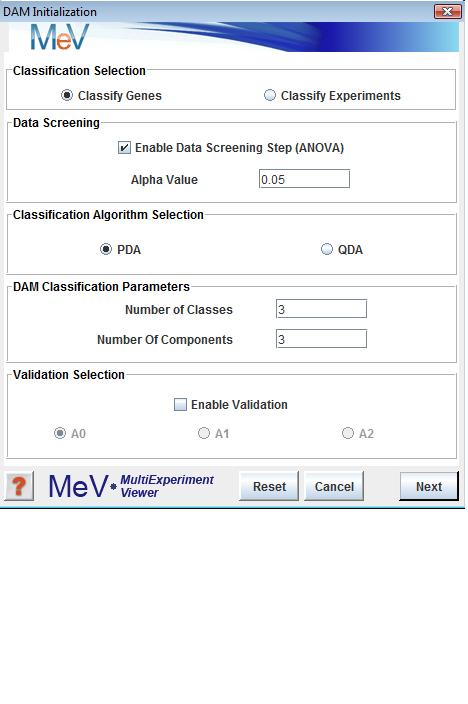 DAM Initialization
MeV
Classification Selection
Classify Genes Classify Experiments
Data Screening
Enable Data Screening Step (ANOVA)
Alpha Value 0.05
Classification Algorithm Selection
PDA QDA
DAM Classification Parameters
Number of Classes 3
Number Of Components 3
Validation Selection
Enable Validation
A0 A1 A2
? MeV MultiExperiment Viewer Reset Cancel Next